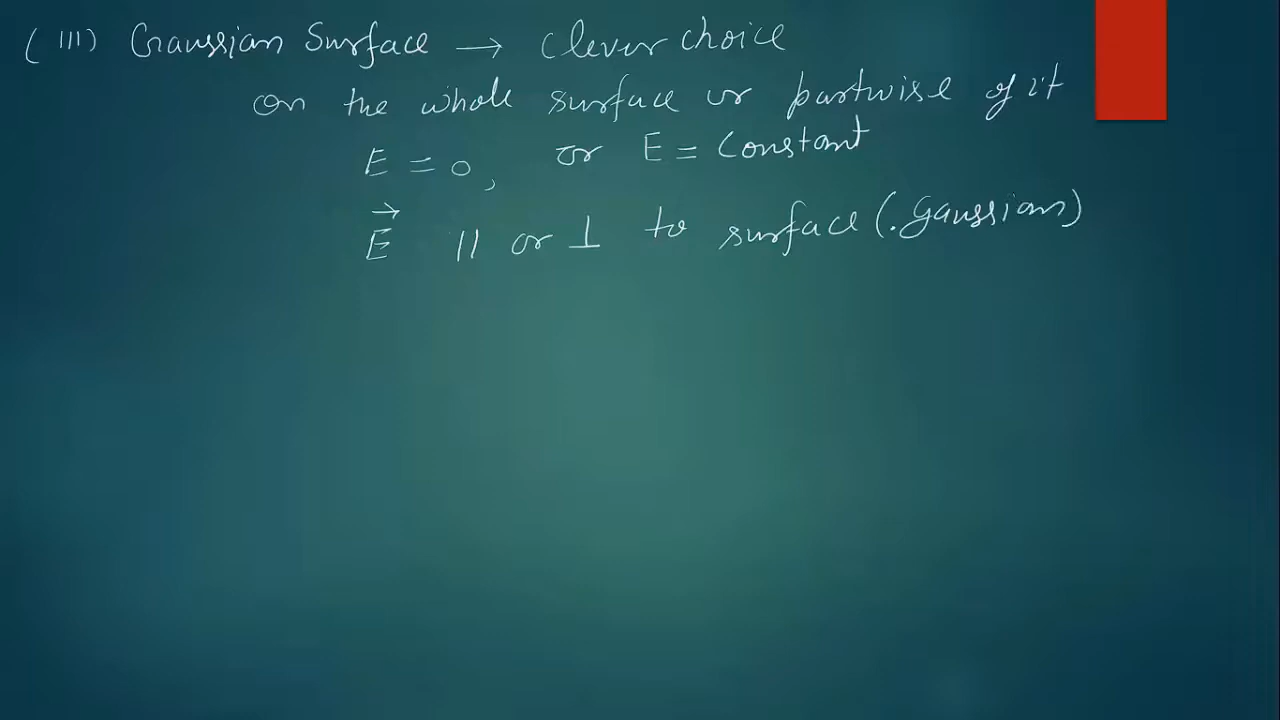 (III) Gaussian Surface → Clever choice
on the whole surface or partwise of it
E = 0, or E = Constant
E⃗ || or ⊥ to surface (.Gaussian)